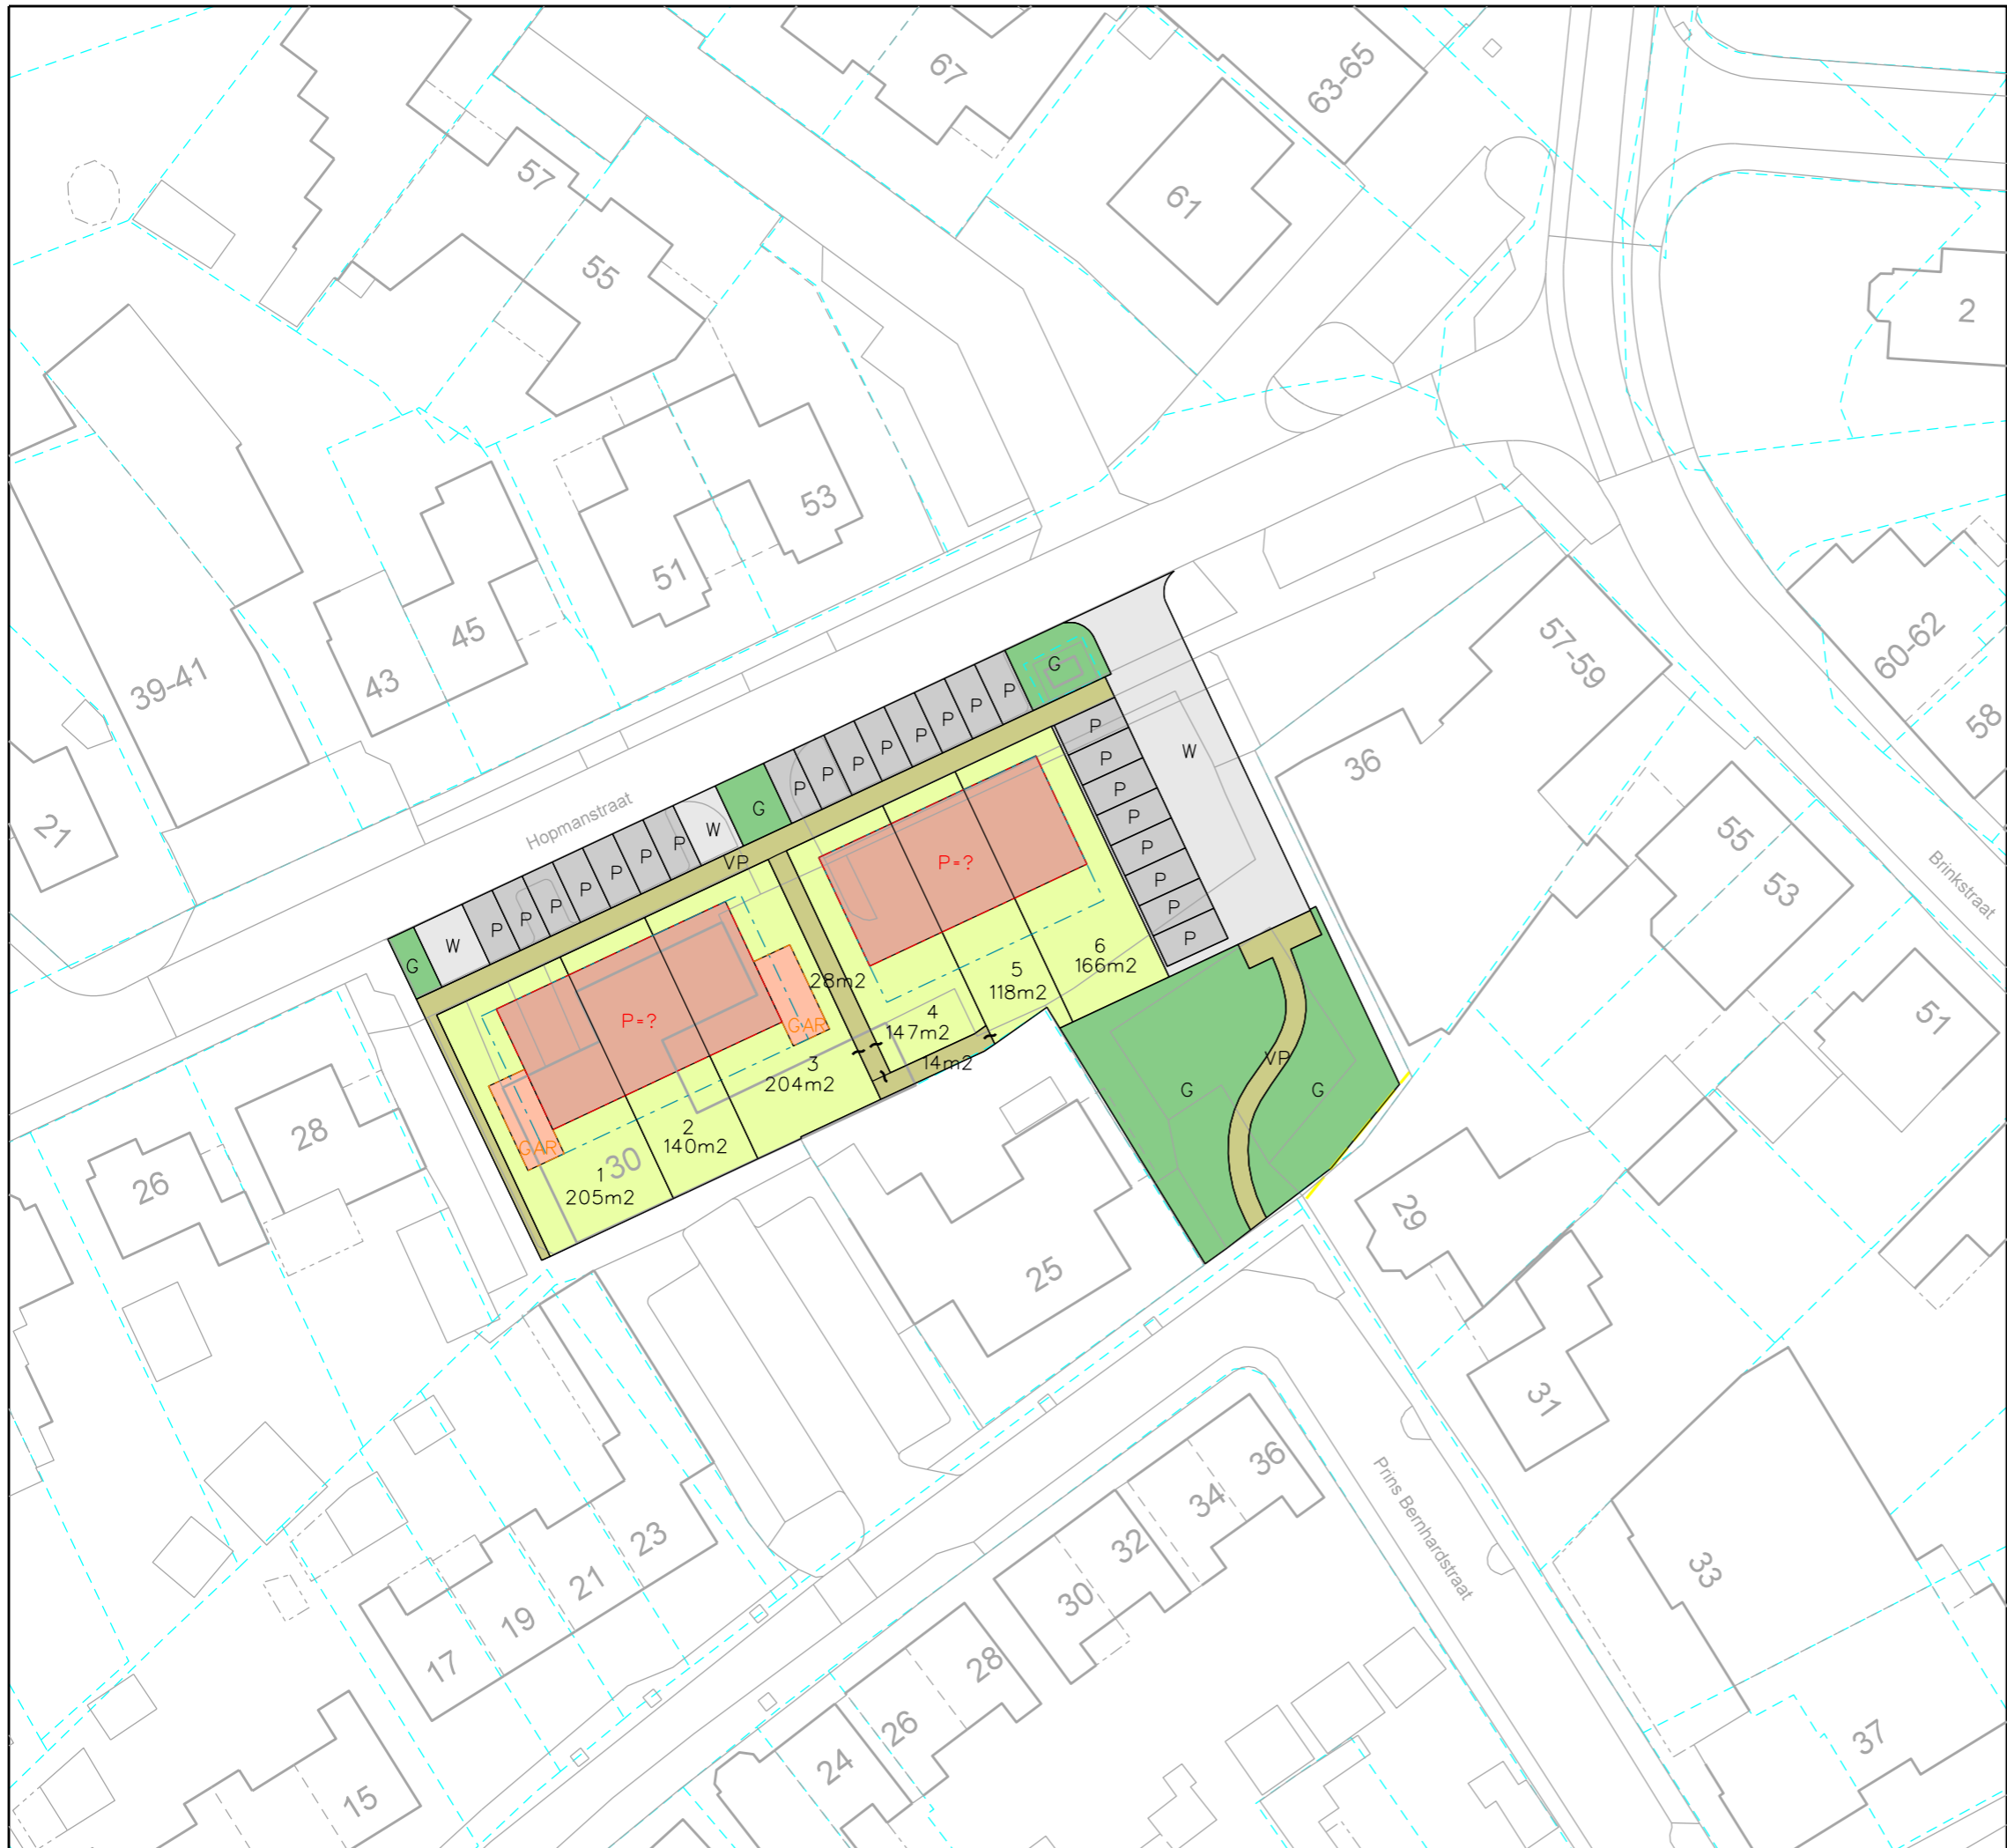 67
63-65
57
61
55
2
53
51
45
43
39-41
21
57-59
60-62
58
36
55
53
51
Brinkstraat
Hopmanstraat
G
P
P
P
P
P
P
P
P
P
G
W
P
P
P
P
P
P
P
W
G
VP
P
P
P
P
P
P
P
P
W
P=?
P=?
GAR
GAR
28m2
6
166m2
5
118m2
4
147m2
14m2
3
204m2
2
140m2
1
205m2
30
G
VP
G
28
26
25
29
31
33
37
Prins Bernhardstraat
36
34
32
30
28
26
24
23
21
19
17
15